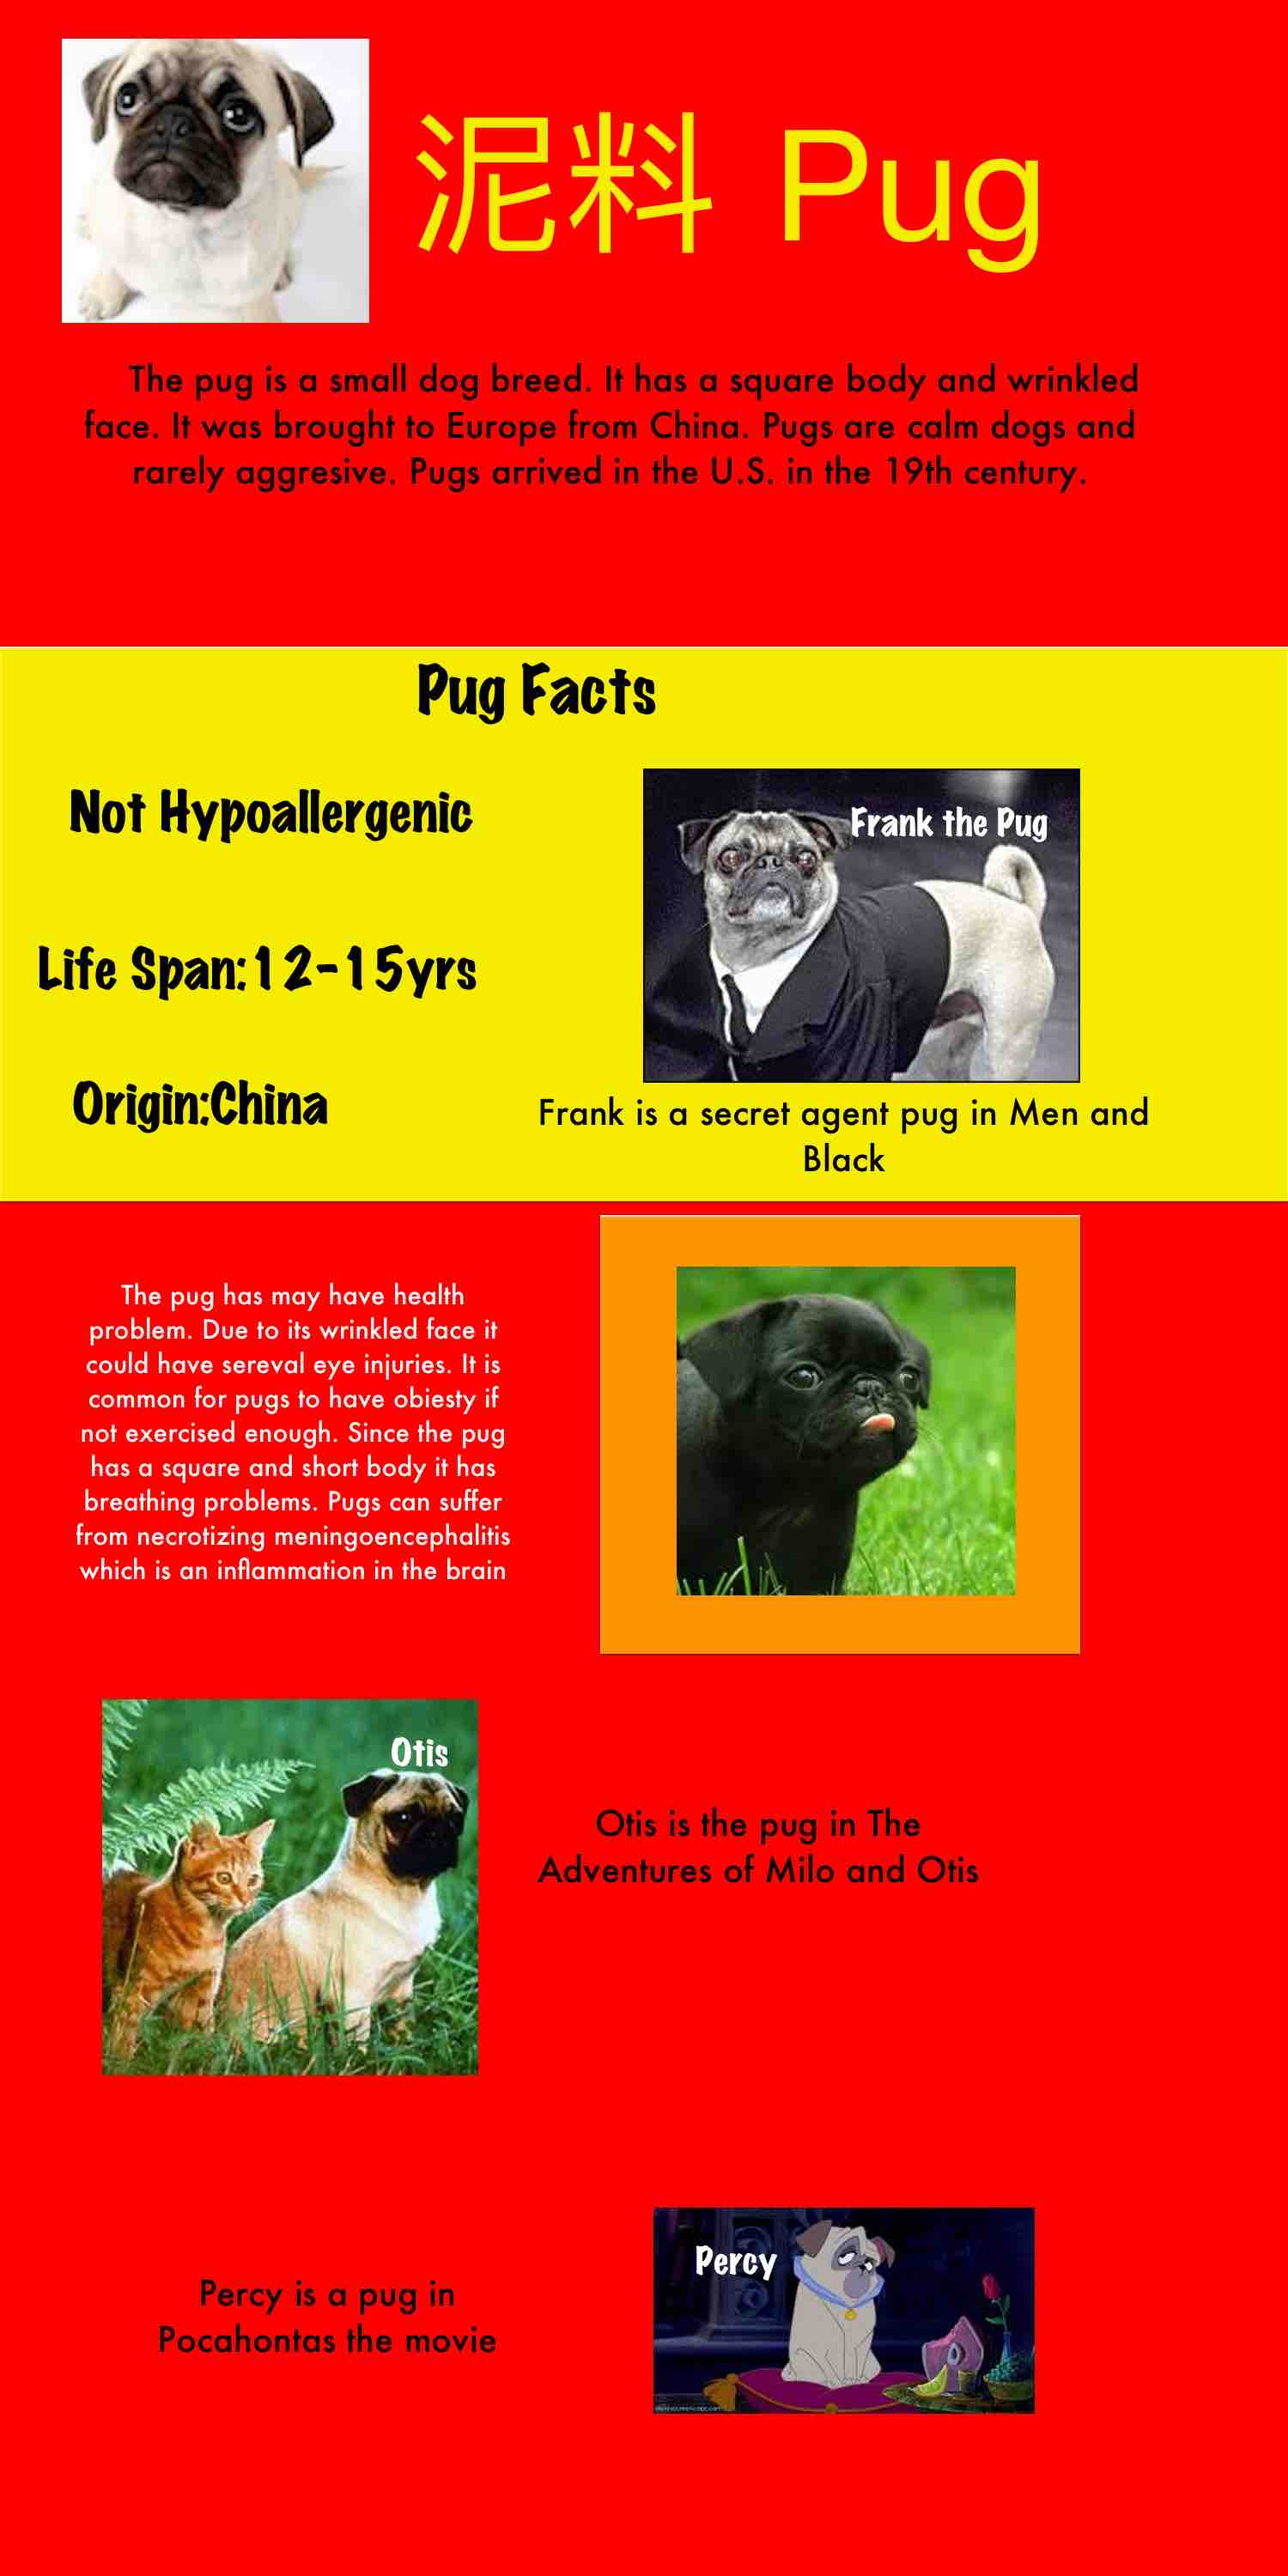 泥料 Pug
The pug is a small dog breed. It has a square body and wrinkled
face. It was brought to Europe from China. Pugs are calm dogs and
rarely aggresive. Pugs arrived in the U.S. in the 19th century.
Pug Facts
Not Hypoallergenic
Life Span:12-15yrs
Origin:China
Frank the Pug
Frank is a secret agent pug in Men and
Black
The pug has may have health
problem. Due to its wrinkled face it
could have sereval eye injuries. It is
common for pugs to have obiesty if
not exercised enough. Since the pug
has a square and short body it has
breathing problems. Pugs can suffer
from necrotizing meningoencephalitis
which is an inflammation in the brain
Otis
Otis is the pug in The
Adventures of Milo and Otis
Percy is a pug in
Pocahontas the movie
Percy